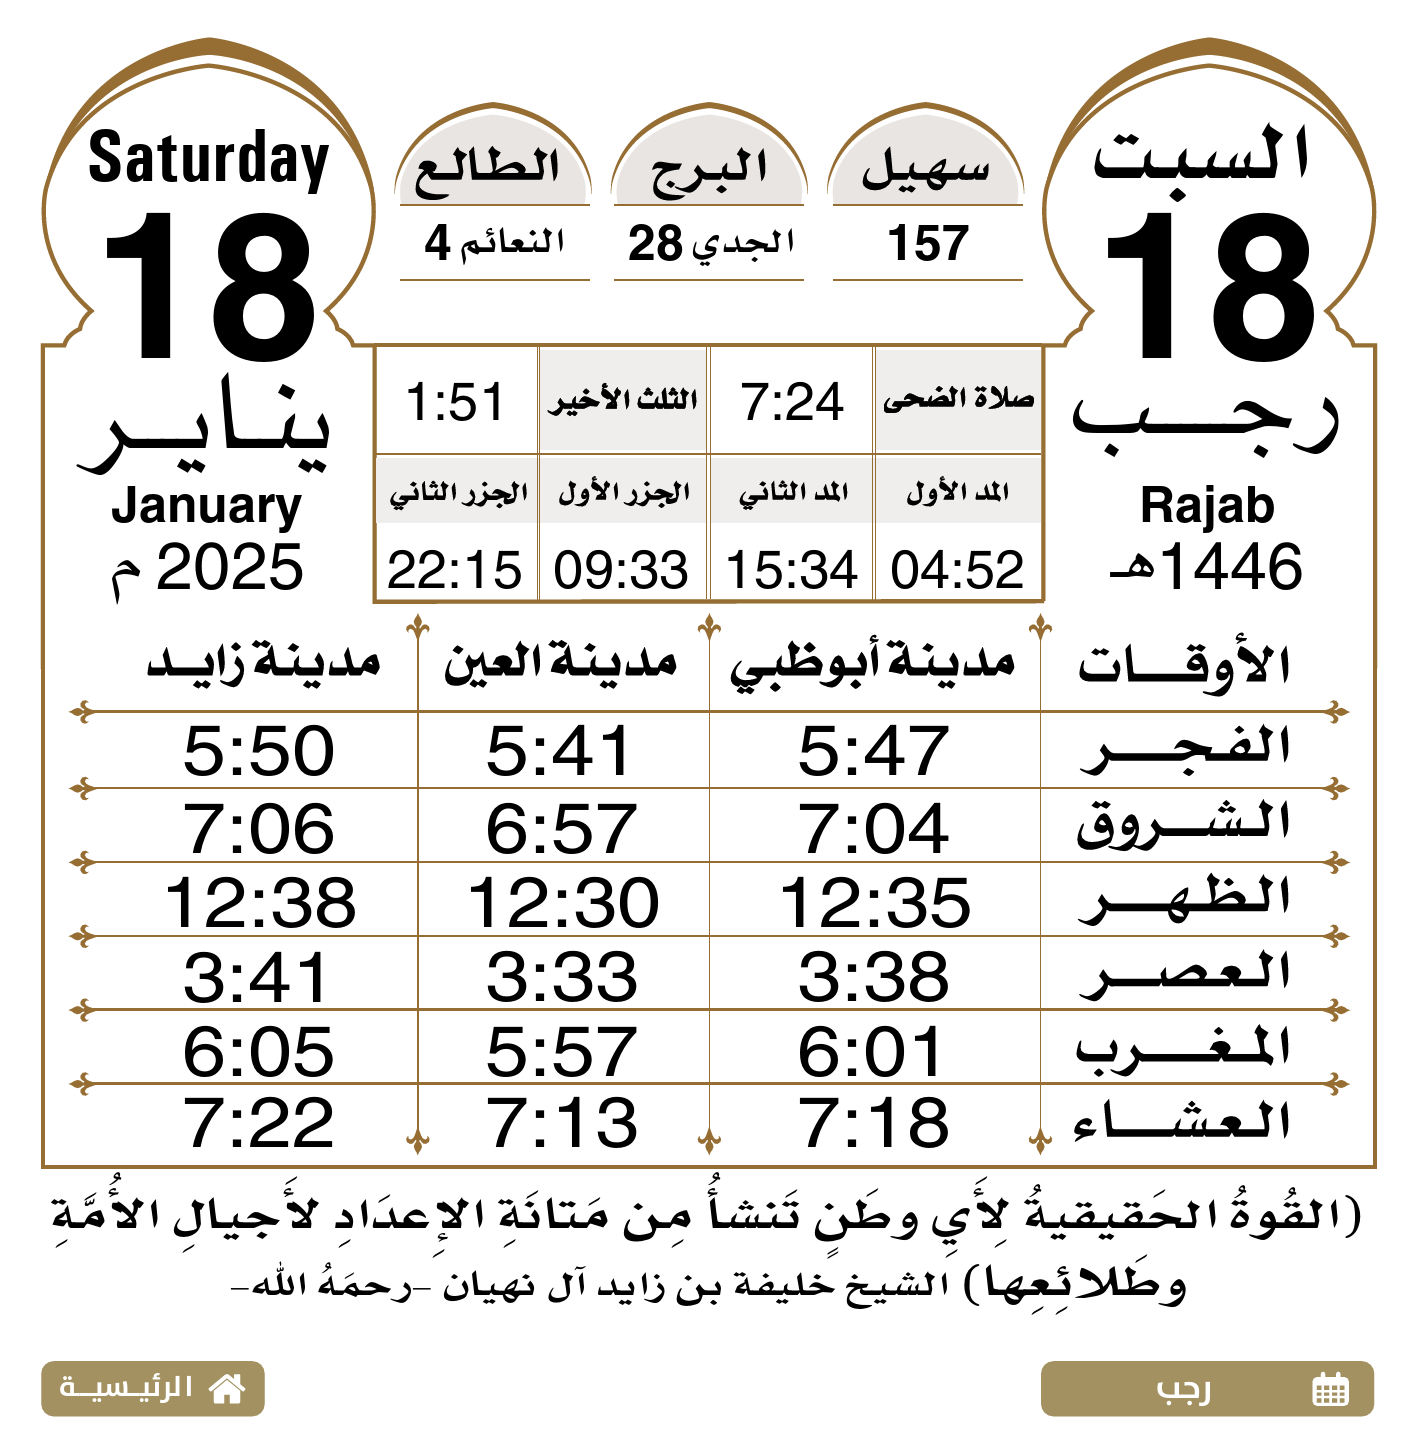 السبت
18
رجب
Rajab
1446هـ
سهيل
157
البرج
الجدي 28
الطالع
النعائم 4
Saturday
18
يناير
January
2025 م
صلاة الضحى 7:24 الثلث الأخير 1:51
المد الأول المد الثاني الجزر الأول الجزر الثاني
04:52 15:34 09:33 22:15
الأوقات مدينة أبوظبي مدينة العين مدينة زايد
الفجر 5:47 5:41 5:50
الشروق 7:04 6:57 7:06
الظهر 12:35 12:30 12:38
العصر 3:38 3:33 3:41
المغرب 6:01 5:57 6:05
العشاء 7:18 7:13 7:22
(القُوةُ الحَقيقيةُ لِأَيِ وطَنٍ تَنشأُ مِن مَتانَةِ الإِعدَادِ لأَجيالِ الأُمَّةِ
وطَلائِعِها) الشيخ خليفة بن زايد آل نهيان –رحمَهُ الله–
رجب
الرئيسية